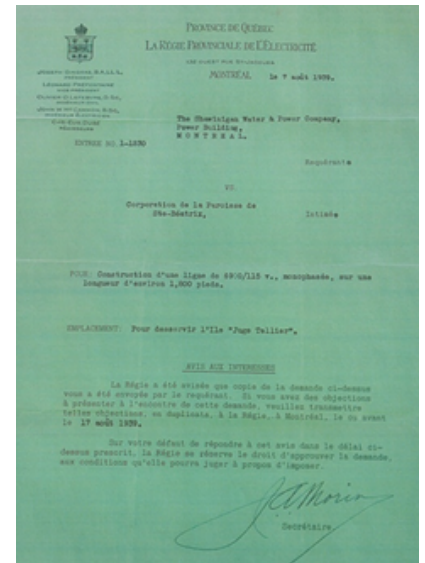 PROVINCE DE QUÉBEC
LA RÉGIE PROVINCIALE DE L'ÉLECTRICITÉ
MONTRÉAL le 7 août 1939.
PRÉSIDENT
VICE-PRÉSIDENT
The Shawinigan Water & Power Company,
Power Building,
MONTREAL.
ENTREE NO. 1-1830
Requérante
vs.
Corporation de la Paroisse de
Ste-Béatrix, Intimée
POUR: Construction d'une ligne de 6900/115 v., monophasée, sur une
longueur d'environ 1,800 pieds.
EMPLACEMENT: Pour desservir l'Ile "Juge Tellier".
AVIS AUX INTERESSES
La Régie a été avisée que copie de la demande ci-dessus
vous a été envoyée par le requérant. Si vous avez des objections
à présenter à l'encontre de cette demande, veuillez transmettre
telles objections, en duplicata, à la Régie, à Montréal, le ou avant
le 17 août 1939.
Sur votre défaut de répondre à cet avis dans le délai ci-
dessus prescrit, la Régie se réserve le droit d'approuver la demande,
aux conditions qu'elle pourra juger à propos d'imposer.
Secrétaire.